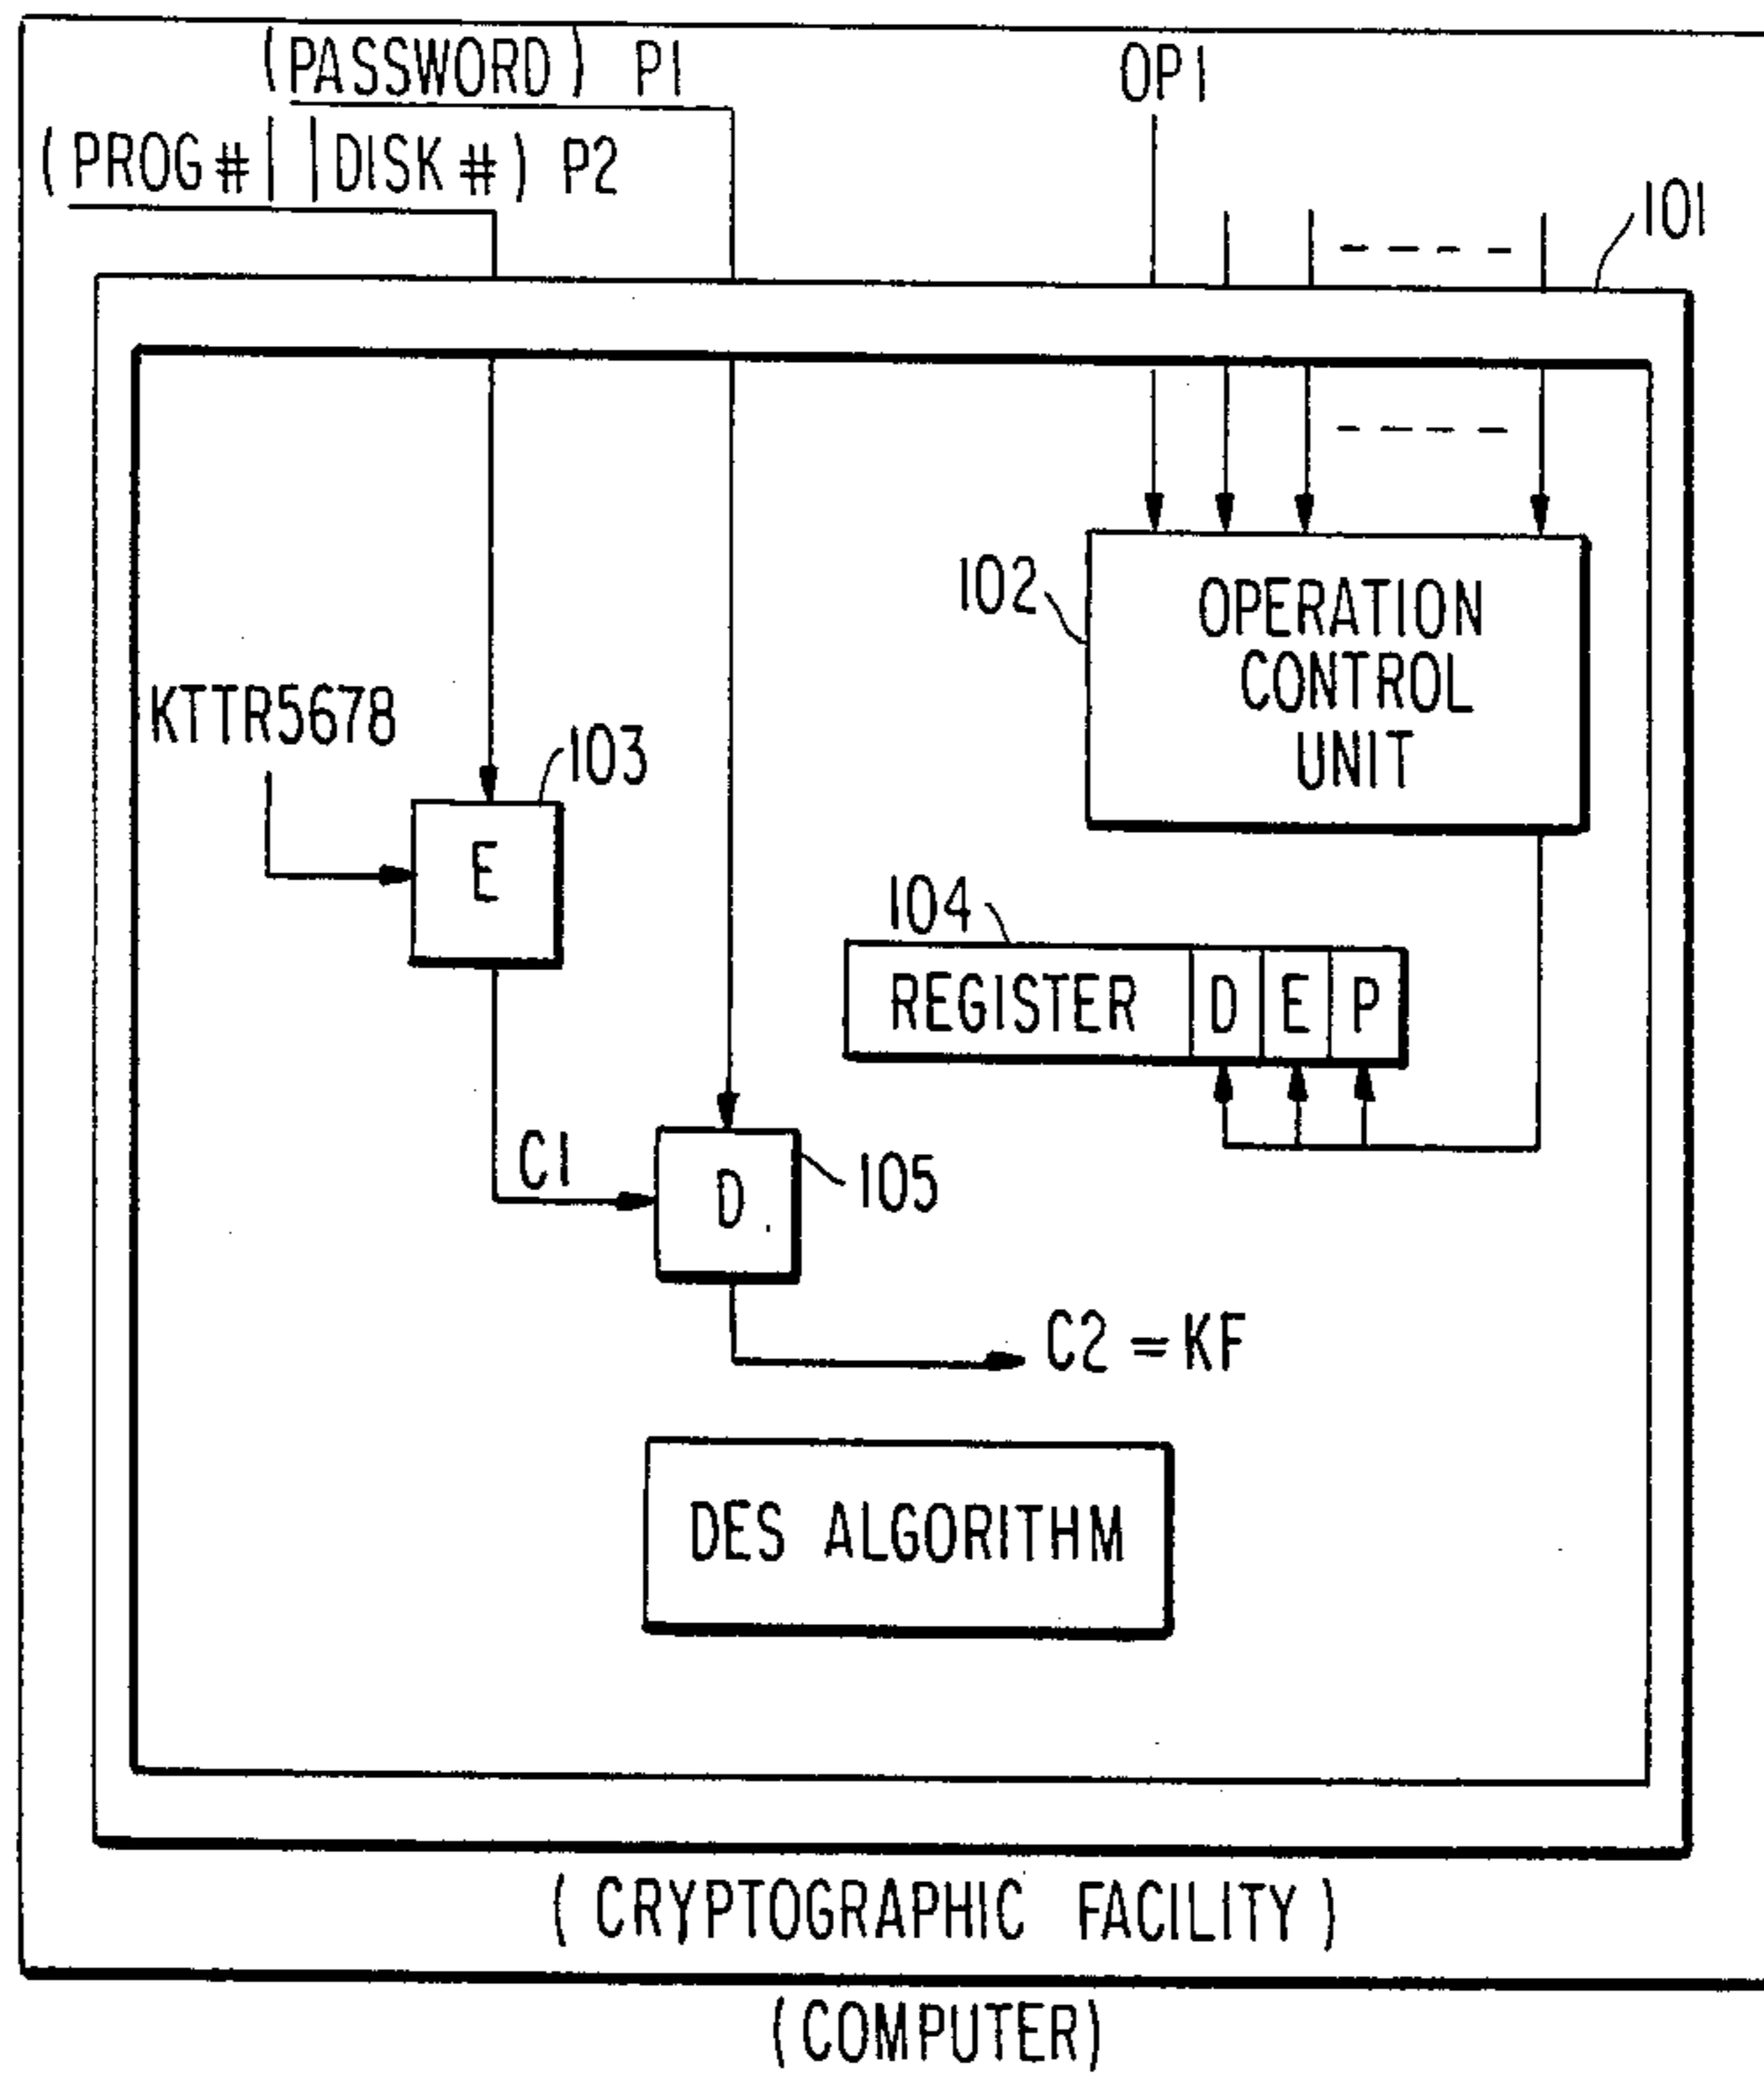 (PASSWORD) P1
OP1
(PROG#||DISK#) P2
101
102
OPERATION
CONTROL
UNIT
KTTR5678
103
E
104
REGISTER D E P
C1
D
105
C2=KF
DES ALGORITHM
(CRYPTOGRAPHIC FACILITY)
(COMPUTER)